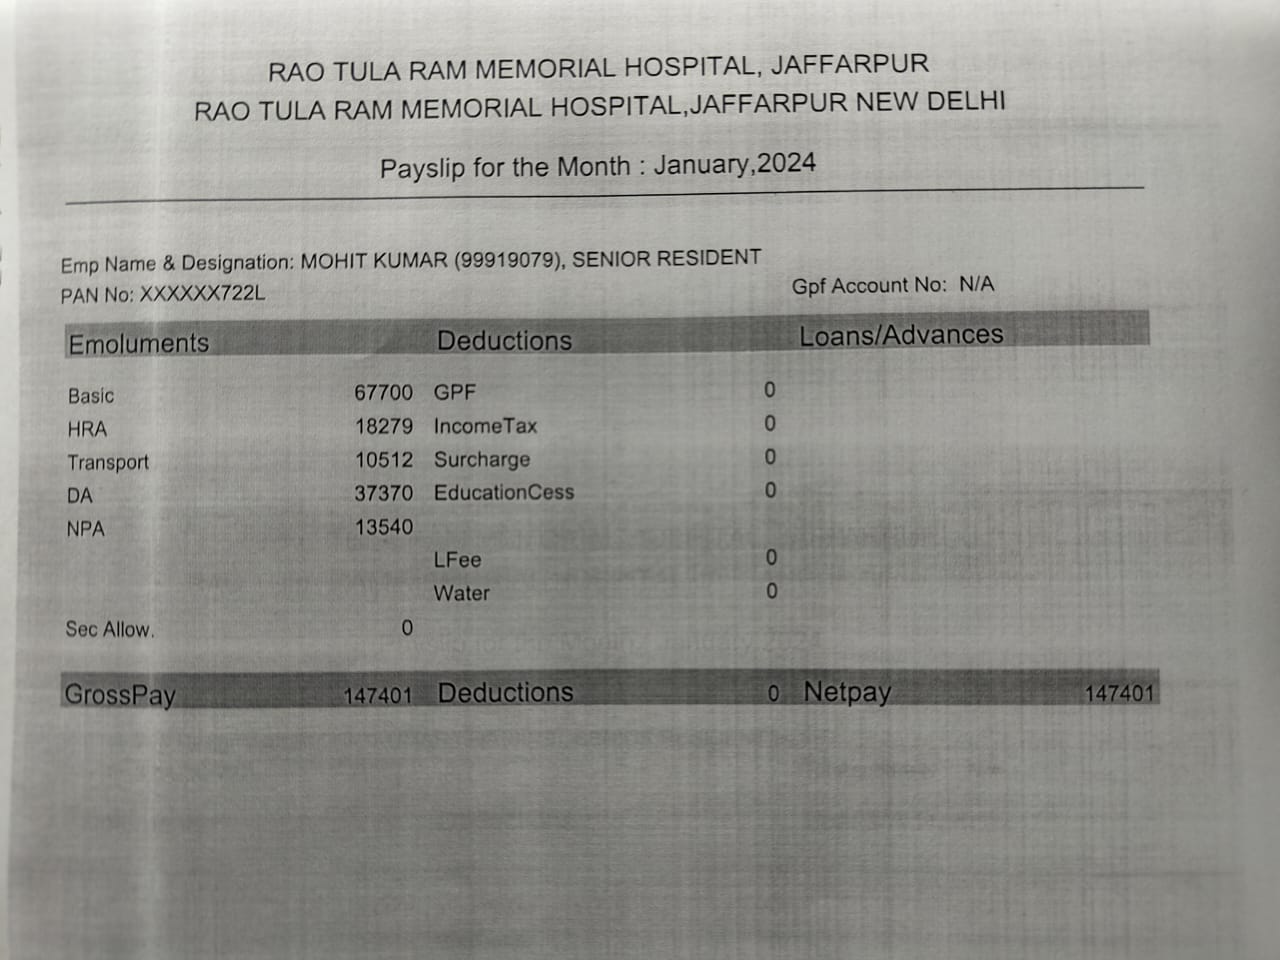 RAO TULA RAM MEMORIAL HOSPITAL, JAFFARPUR
RAO TULA RAM MEMORIAL HOSPITAL,JAFFARPUR NEW DELHI
Payslip for the Month : January,2024
Emp Name & Designation: MOHIT KUMAR (99919079), SENIOR RESIDENT
PAN No: XXXXXX722L Gpf Account No: N/A
Emoluments Deductions Loans/Advances
Basic 67700 GPF 0
HRA 18279 IncomeTax 0
Transport 10512 Surcharge 0
DA 37370 EducationCess 0
NPA 13540
LFee 0
Water 0
Sec Allow. 0
GrossPay 147401 Deductions 0 Netpay 147401